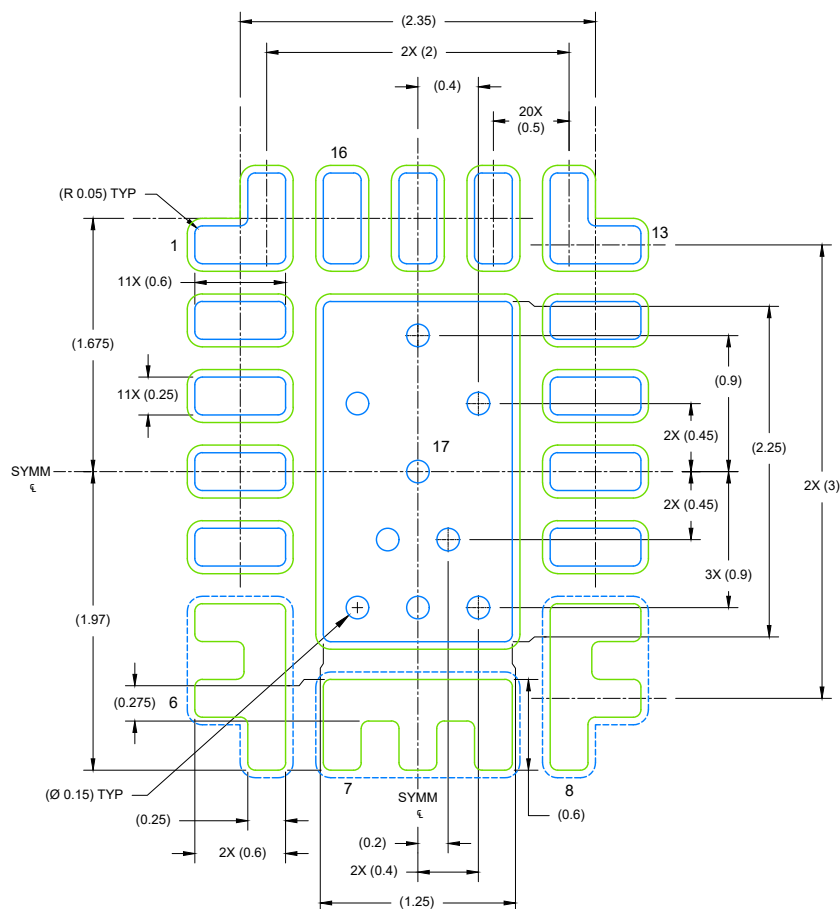 (2.35)
2X (2)
(0.4)
20X
(0.5)
16
(R 0.05) TYP
1
13
11X (0.6)
(1.675)
(0.9)
11X (0.25)
2X (0.45)
(2.25)
17
SYMM
℄
2X (3)
2X (0.45)
3X (0.9)
(1.97)
6
(0.275)
7
8
(Ø 0.15) TYP
SYMM
℄
(0.25)
(0.6)
(0.2)
2X (0.6)
2X (0.4)
(1.25)